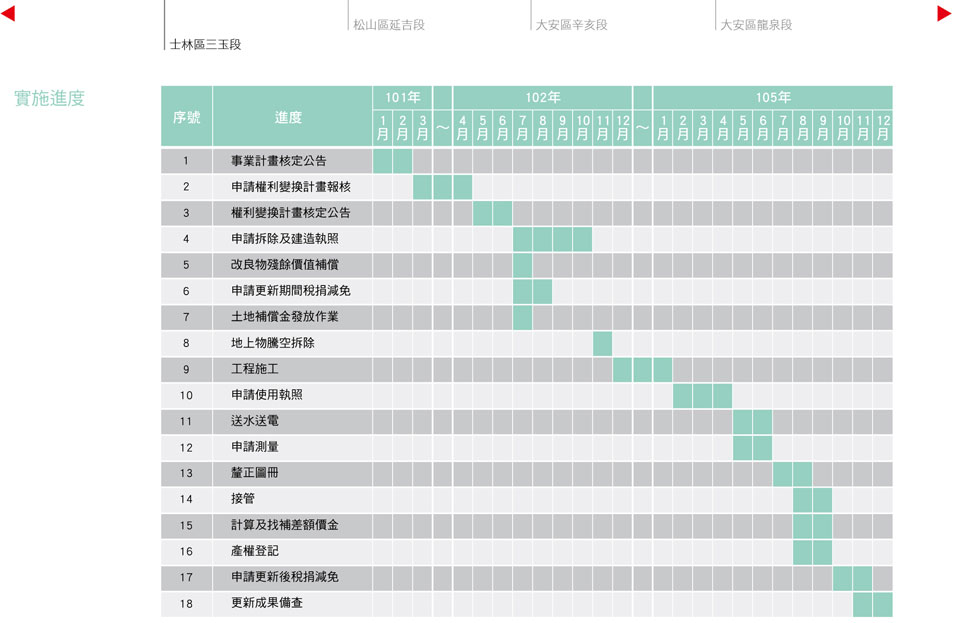 松山區延吉段
大安區辛亥段
大安區龍泉段
士林區三玉段
實施進度
序號 進度 101年 102年 105年
1月 2月 3月 ~ 4月 5月 6月 7月 8月 9月 10月 11月 12月 ~ 1月 2月 3月 4月 5月 6月 7月 8月 9月 10月 11月 12月
1 事業計畫核定公告
2 申請權利變換計畫報核
3 權利變換計畫核定公告
4 申請拆除及建造執照
5 改良物殘餘價值補償
6 申請更新期間稅捐減免
7 土地補償金發放作業
8 地上物騰空拆除
9 工程施工
10 申請使用執照
11 送水送電
12 申請測量
13 釐正圖冊
14 接管
15 計算及找補差額價金
16 產權登記
17 申請更新後稅捐減免
18 更新成果備查